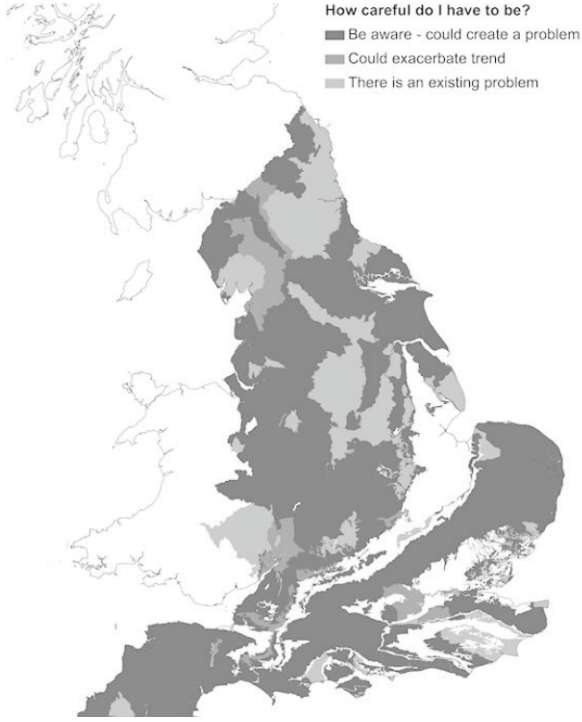 How careful do I have to be?
Be aware - could create a problem
Could exacerbate trend
There is an existing problem